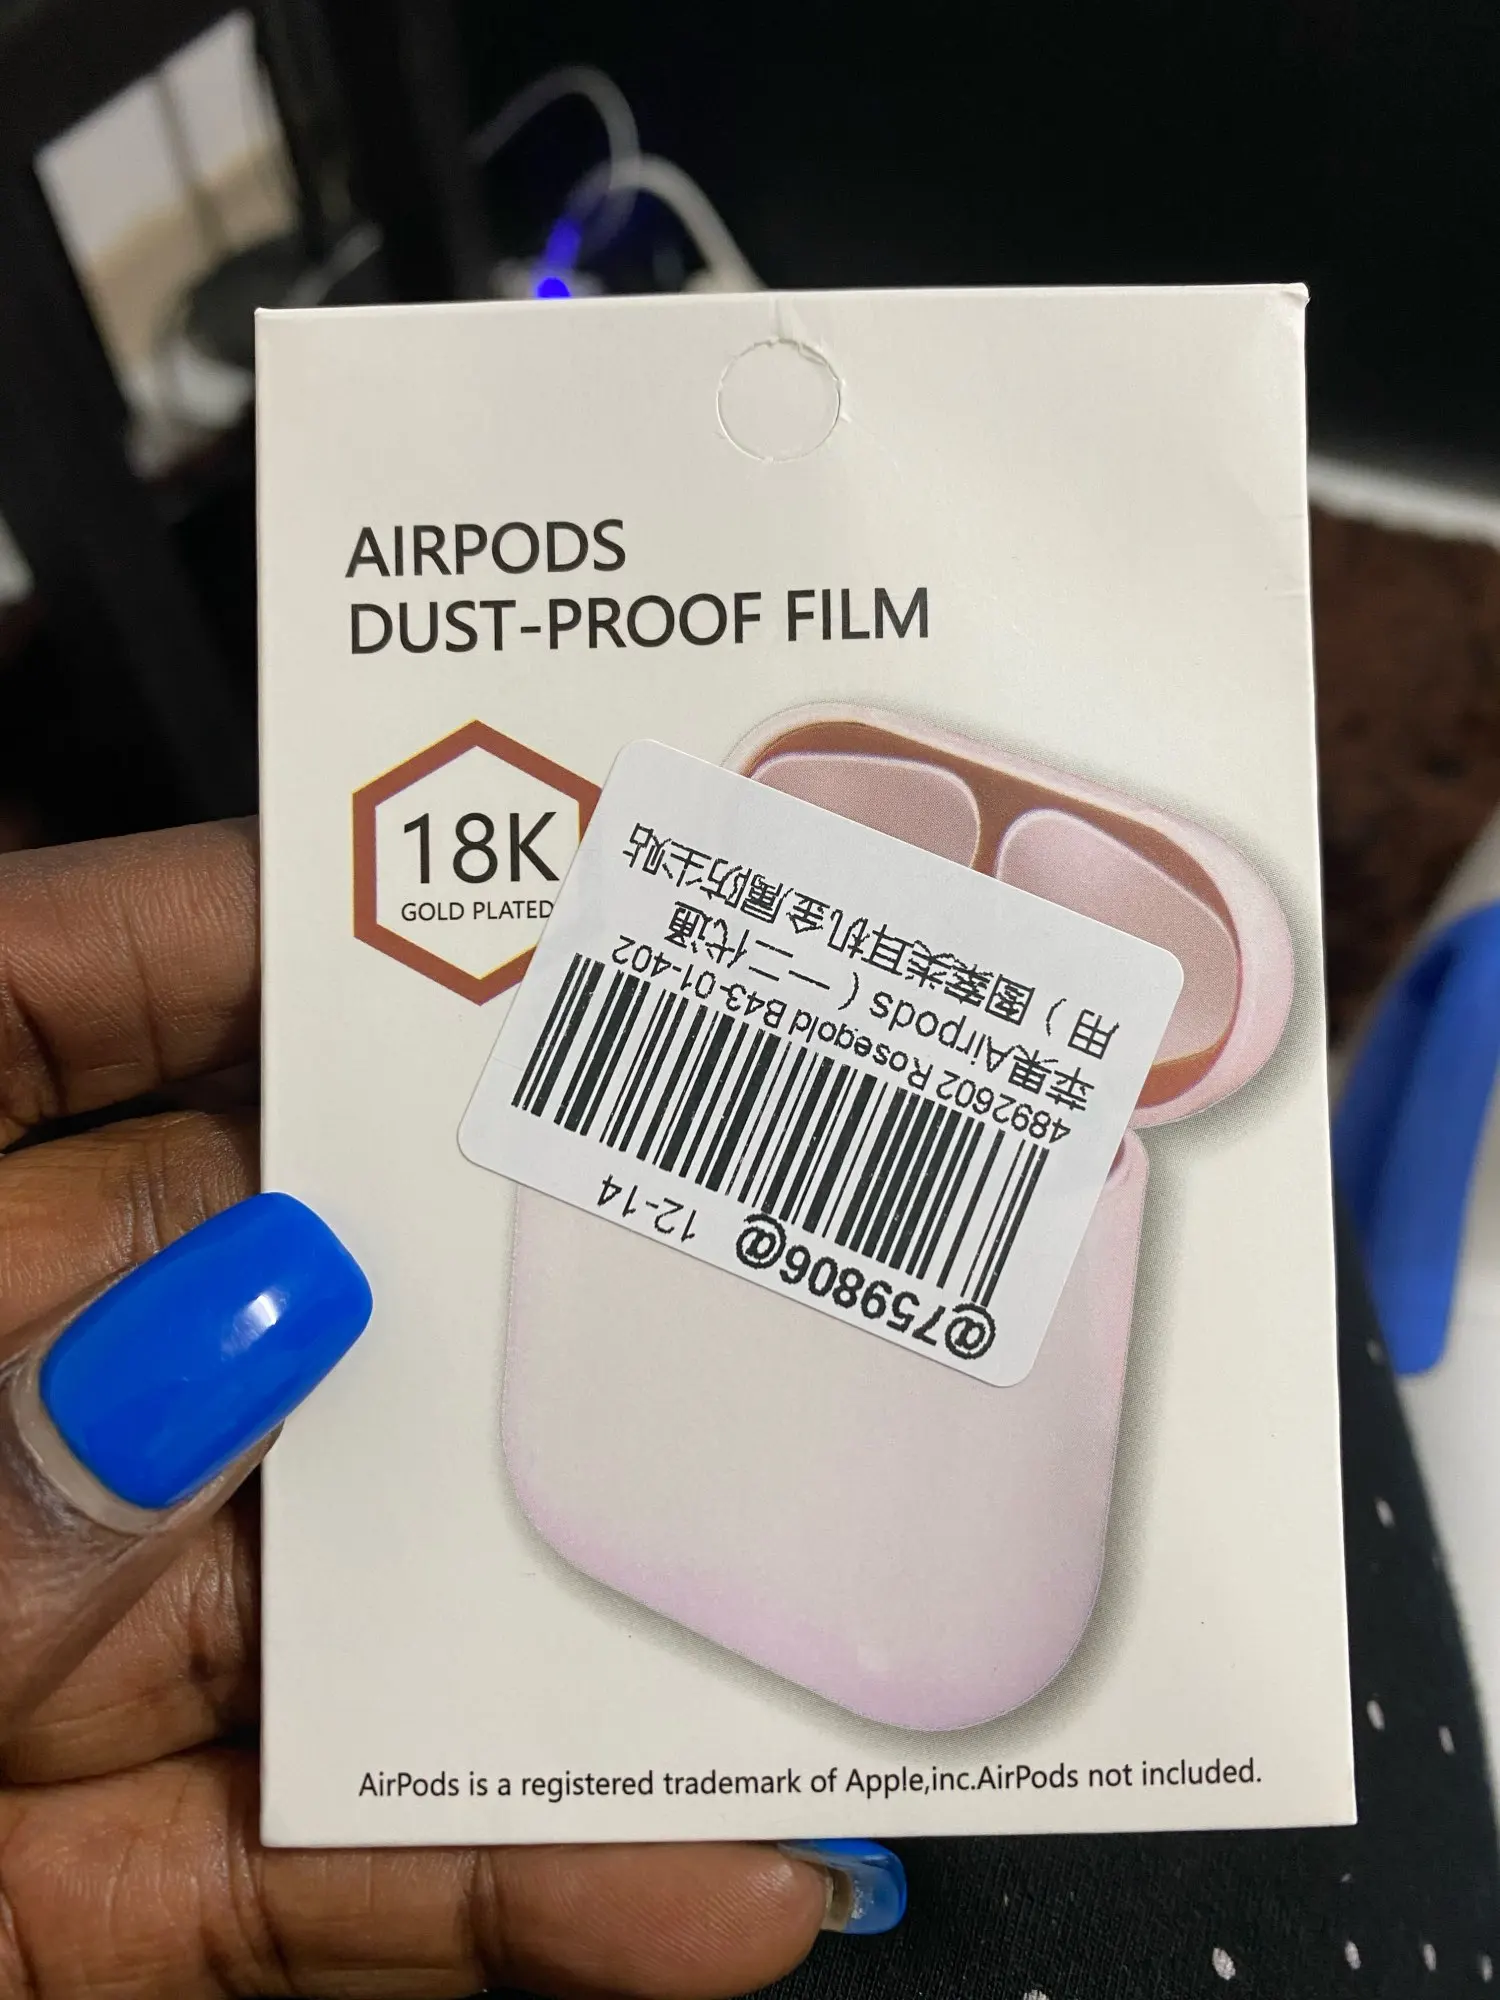 AIRPODS
DUST-PROOF FILM
18K
GOLD PLATED
@759806@
12-14
4892602 Rosegold B43-01-402
苹果Airpods（一二代通
用）图案类耳机金属防尘贴
AirPods is a registered trademark of Apple,inc.AirPods not included.